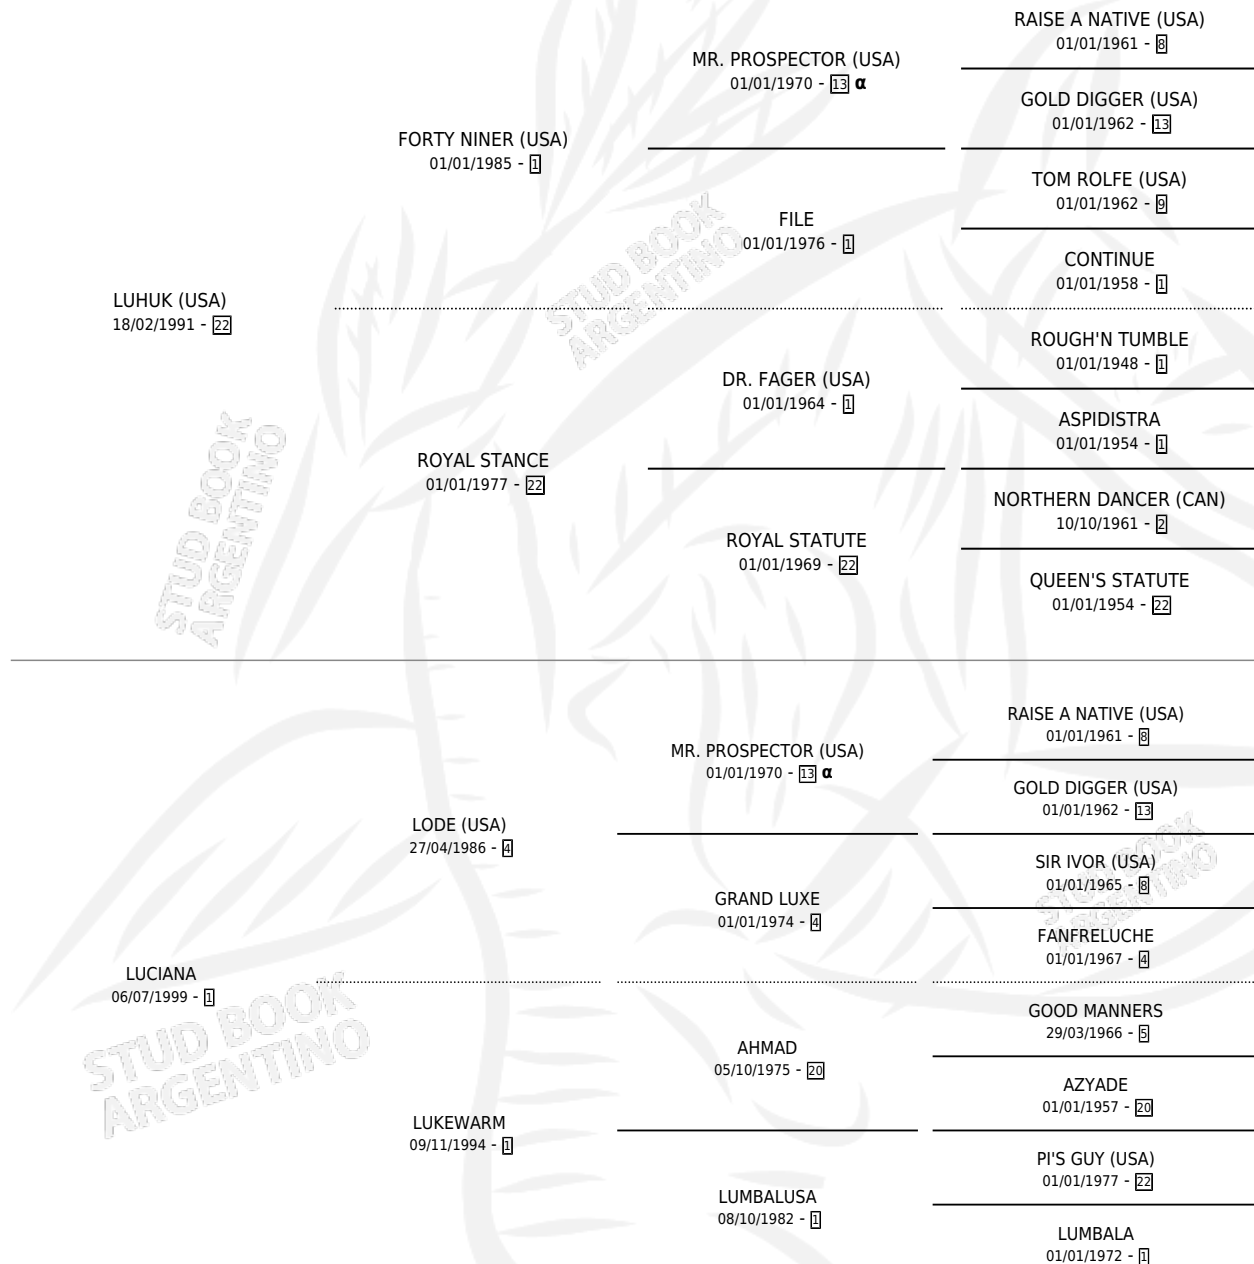 RAISE A NATIVE (USA)
01/01/1961 - 8
MR. PROSPECTOR (USA)
01/01/1970 - 13 α
GOLD DIGGER (USA)
01/01/1962 - 13
FORTY NINER (USA)
01/01/1985 - 1
TOM ROLFE (USA)
01/01/1962 - 9
FILE
01/01/1976 - 1
CONTINUE
01/01/1958 - 1
STUD BOOK
ARGENTINO
LUHUK (USA)
18/02/1991 - 22
ROUGH'N TUMBLE
01/01/1948 - 1
DR. FAGER (USA)
01/01/1964 - 1
ASPIDISTRA
01/01/1954 - 1
ROYAL STANCE
01/01/1977 - 22
NORTHERN DANCER (CAN)
10/10/1961 - 2
ROYAL STATUTE
01/01/1969 - 22
QUEEN'S STATUTE
01/01/1954 - 22
STUD BOOK
ARGENTINO
RAISE A NATIVE (USA)
01/01/1961 - 8
MR. PROSPECTOR (USA)
01/01/1970 - 13 α
GOLD DIGGER (USA)
01/01/1962 - 13
LODE (USA)
27/04/1986 - 4
SIR IVOR (USA)
01/01/1965 - 8
GRAND LUXE
01/01/1974 - 4
FANFRELUCHE
01/01/1967 - 4
STUD BOOK
ARGENTINO
LUCIANA
06/07/1999 - 1
GOOD MANNERS
29/03/1966 - 5
AHMAD
05/10/1975 - 20
AZYADE
01/01/1957 - 20
LUKEWARM
09/11/1994 - 1
PI'S GUY (USA)
01/01/1977 - 22
LUMBALUSA
08/10/1982 - 1
LUMBALA
01/01/1972 - 1
STUD BOOK
ARGENTINO